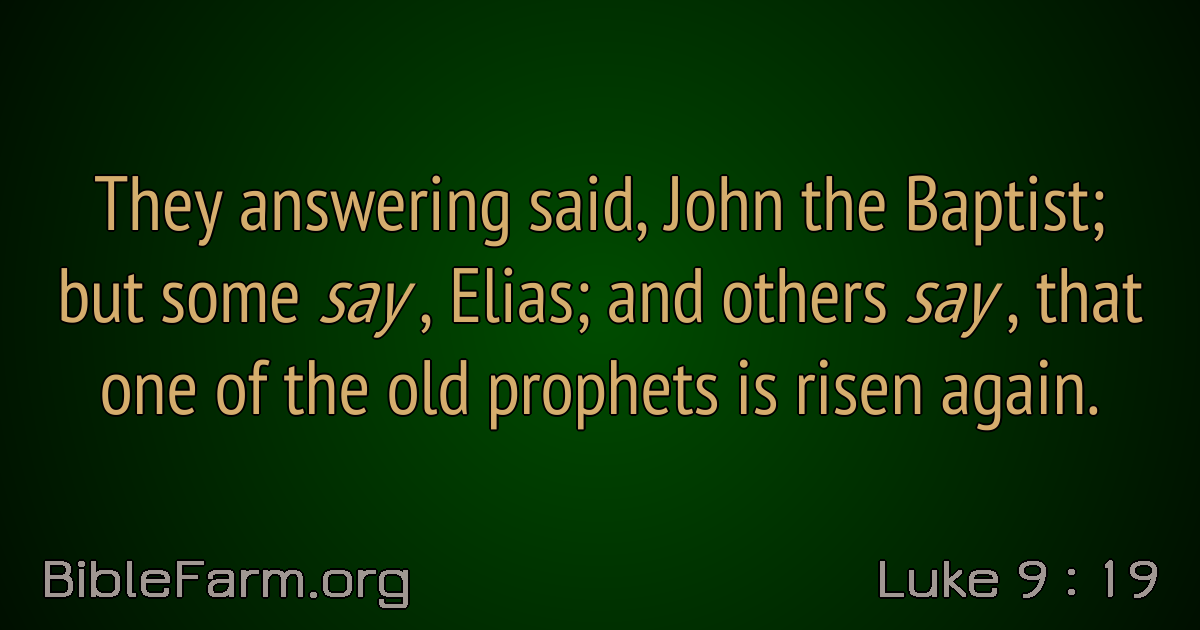 They answering said, John the Baptist;
but some say , Elias; and others say , that
one of the old prophets is risen again.
BibleFarm.org
Luke 9 : 19